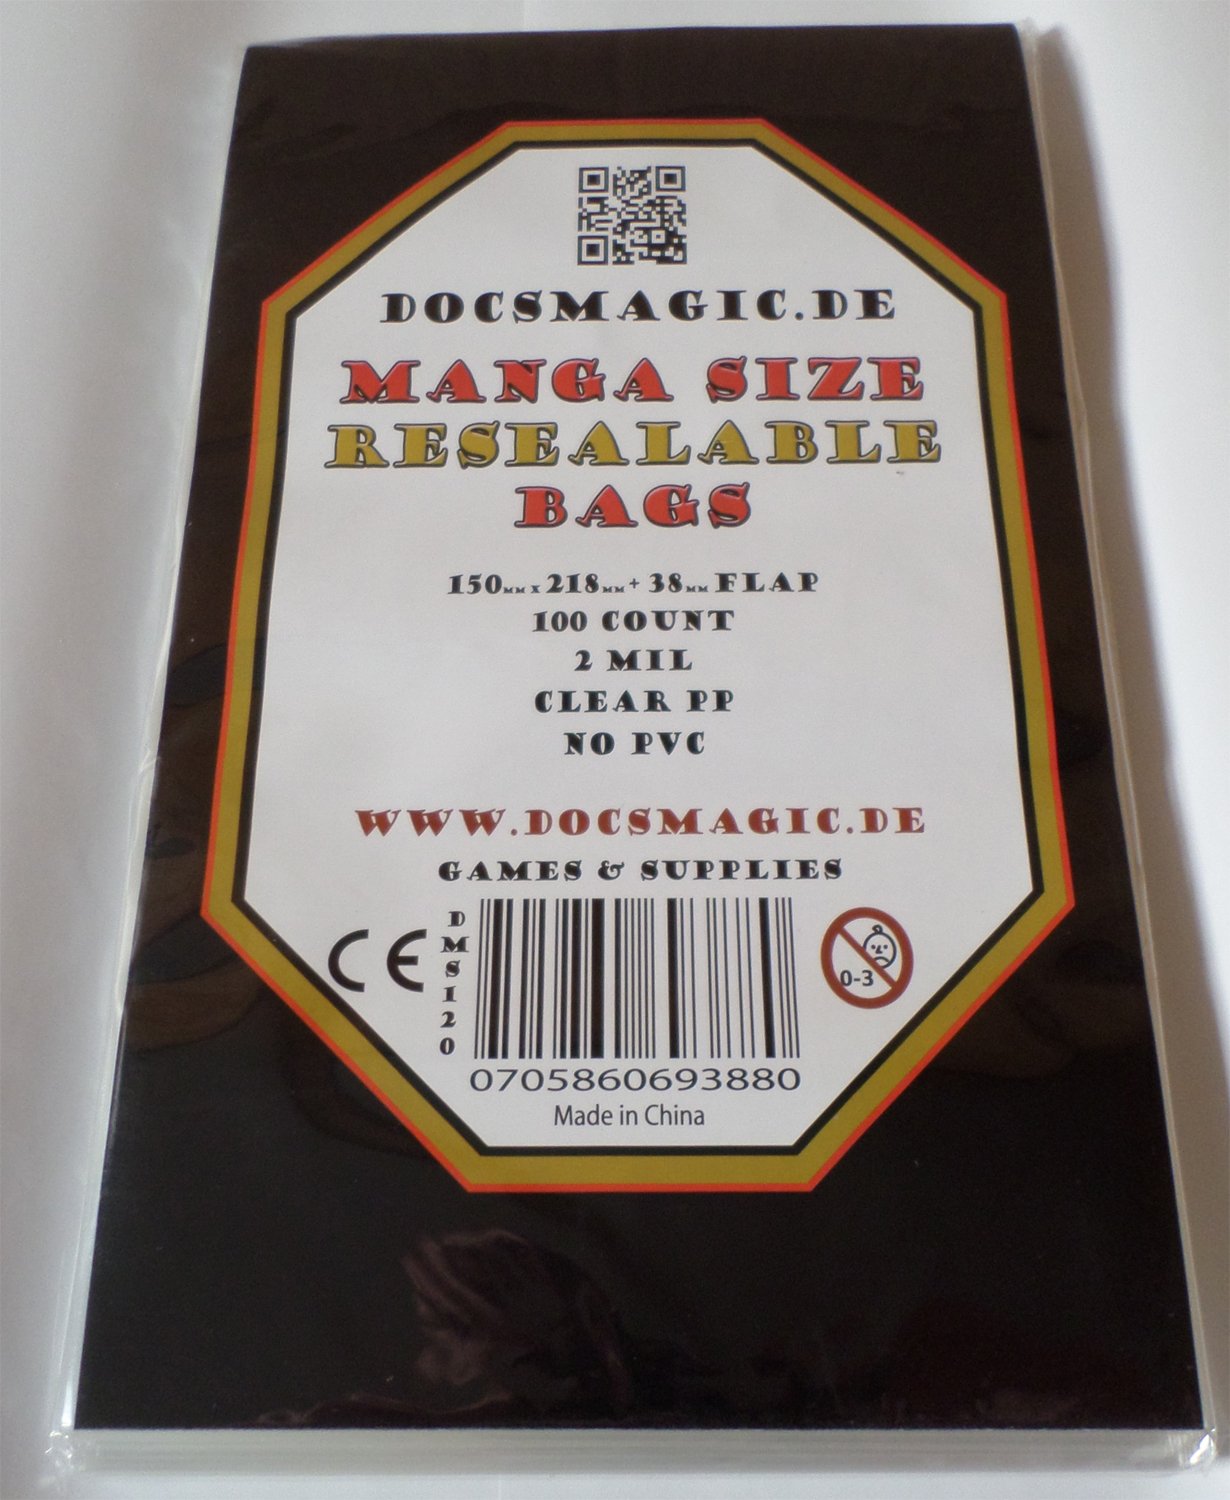 DOCSMAGIC.DE
MANGA SIZE
RESEALABLE
BAGS
150MM X 218MM + 38MM FLAP
100 COUNT
2 MIL
CLEAR PP
NO PVC
WWW.DOCSMAGIC.DE
GAMES & SUPPLIES
CE
DMS120
0-3
0705860693880
Made in China